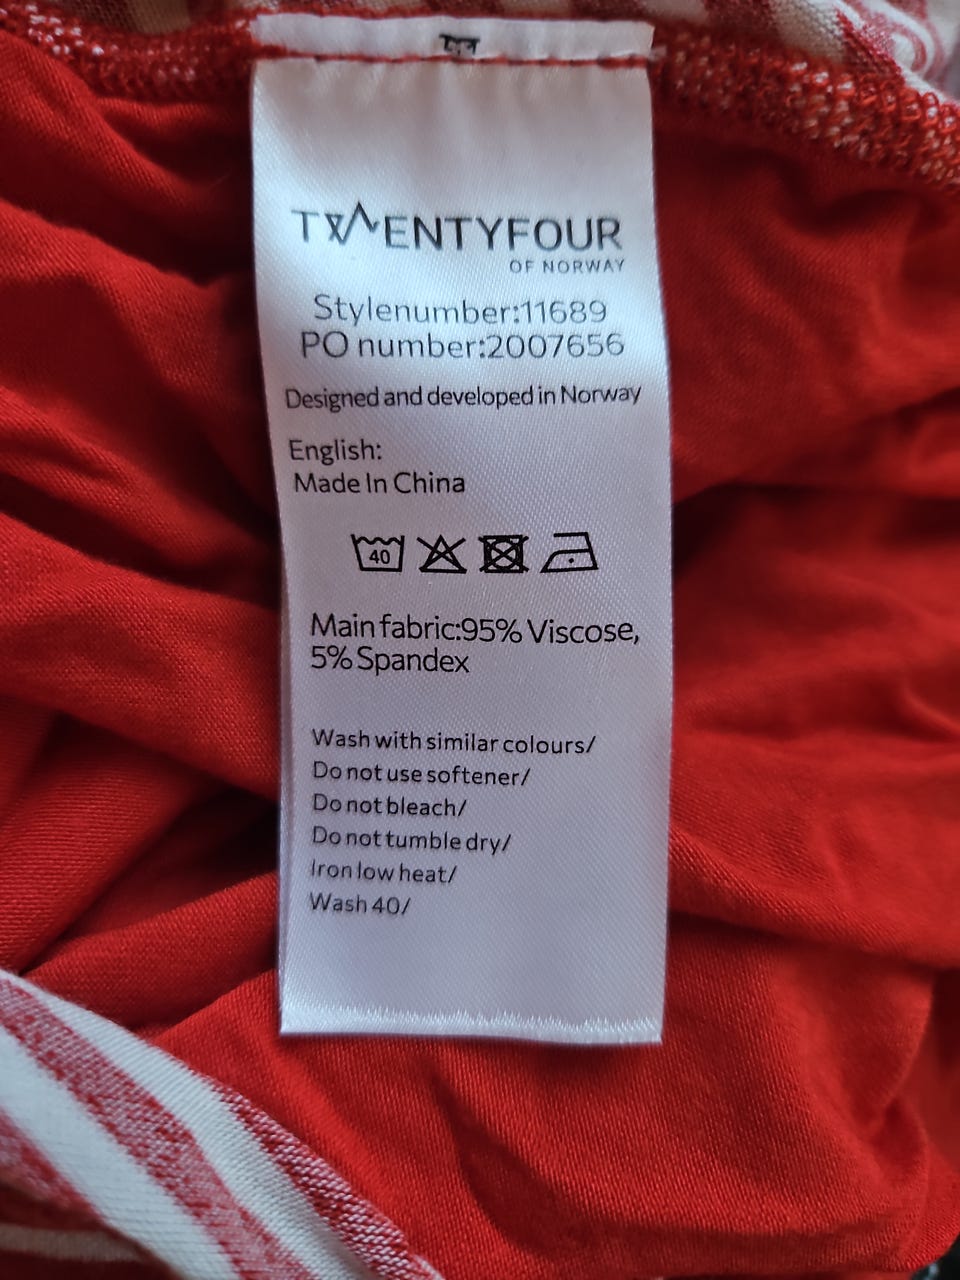 TWENTYFOUR
OF NORWAY
Stylenumber:11689
PO number:2007656
Designed and developed in Norway
English:
Made In China
40
Main fabric:95% Viscose,
5% Spandex
Wash with similar colours/
Do not use softener/
Do not bleach/
Do not tumble dry/
Iron low heat/
Wash 40/